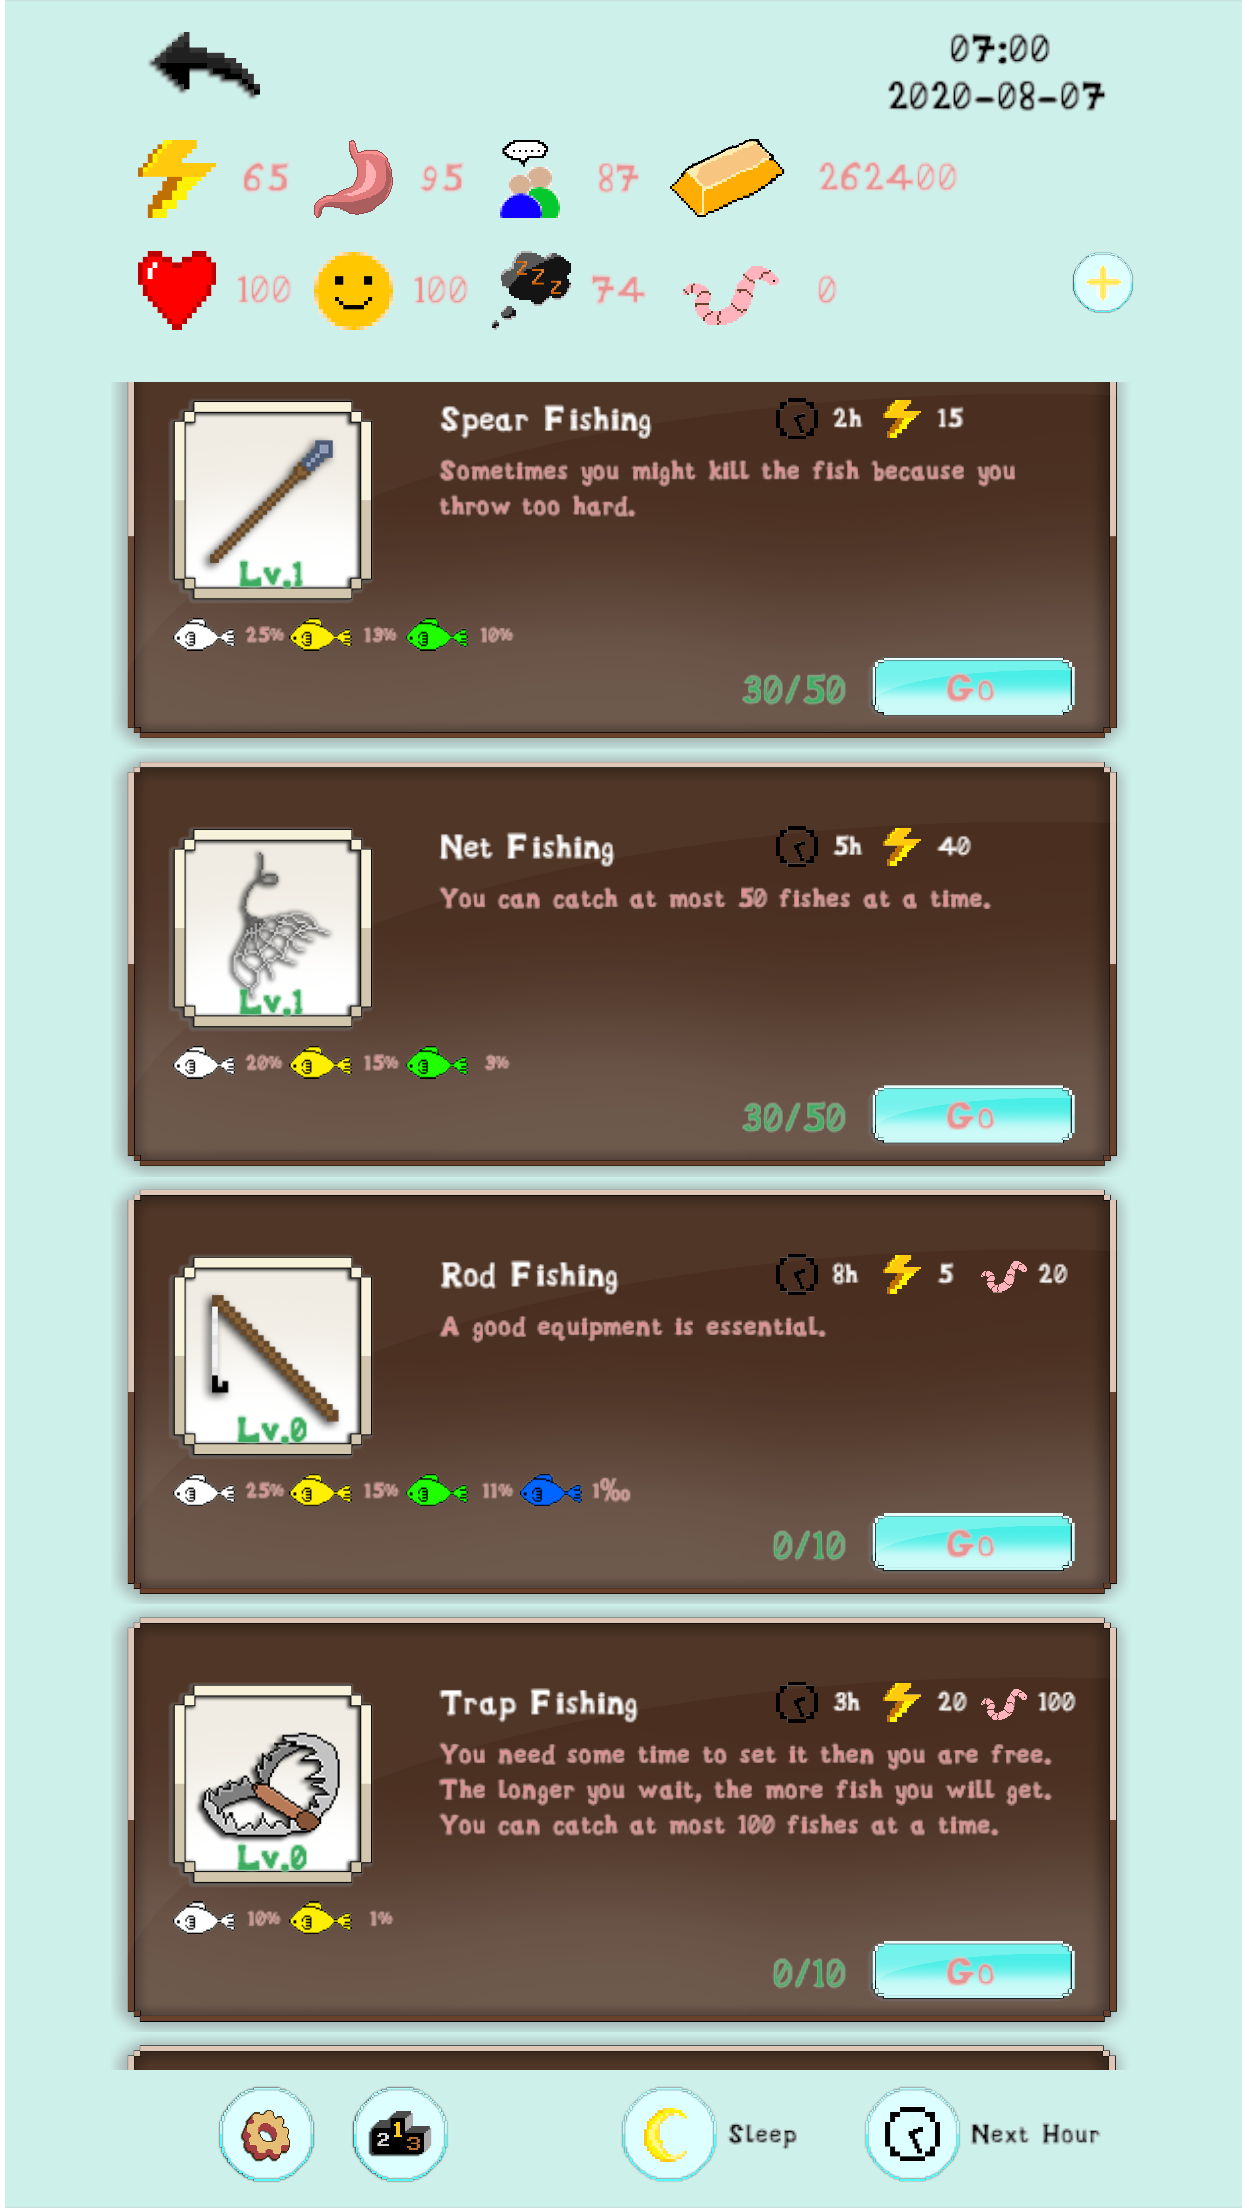 07:00
2020-08-07
65 95 87 262400
100 100 zzz 74 0
Spear Fishing 2h 15
Sometimes you might kill the fish because you
throw too hard.
Lv.1
25% 13% 10%
30/50 Go
Net Fishing 5h 40
You can catch at most 50 fishes at a time.
Lv.1
20% 15% 3%
30/50 Go
Rod Fishing 8h 5 20
A good equipment is essential.
Lv.0
25% 15% 11% 1‰
0/10 Go
Trap Fishing 3h 20 100
You need some time to set it then you are free.
The longer you wait, the more fish you will get.
You can catch at most 100 fishes at a time.
Lv.0
10% 1%
0/10 Go
2 1 3 Sleep Next Hour